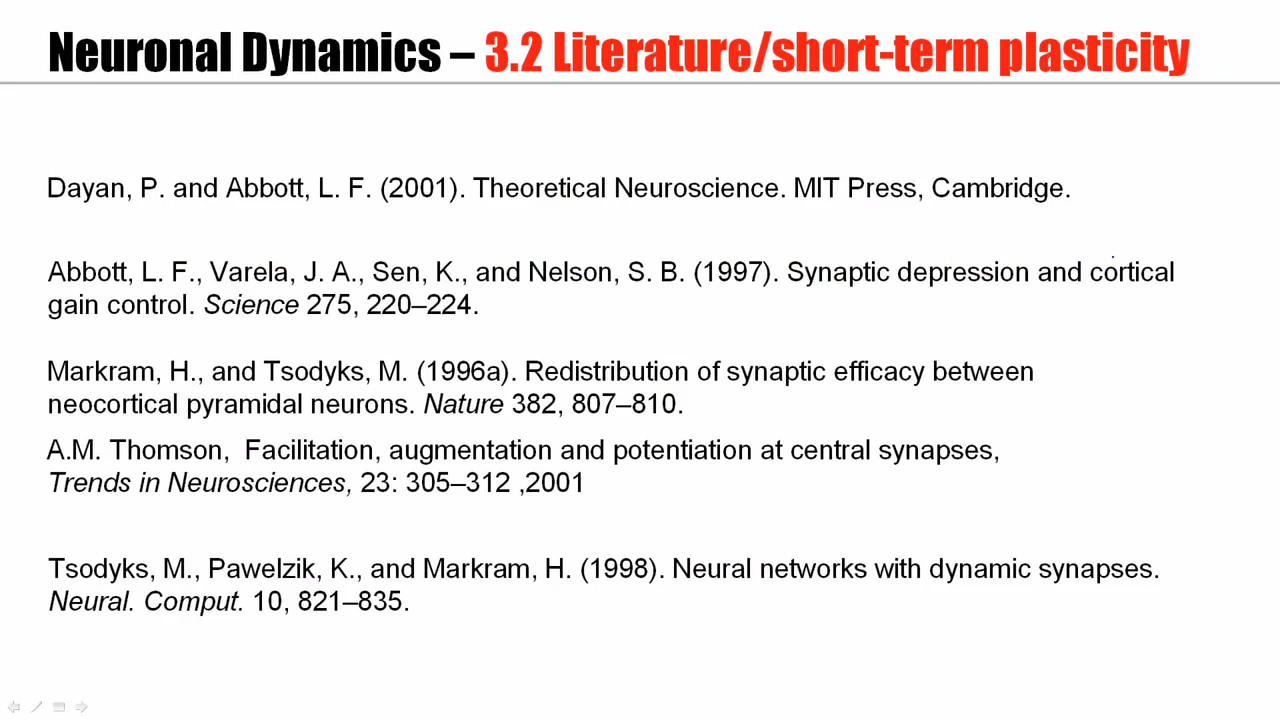 Neuronal Dynamics – 3.2 Literature/short-term plasticity
Dayan, P. and Abbott, L. F. (2001). Theoretical Neuroscience. MIT Press, Cambridge.
Abbott, L. F., Varela, J. A., Sen, K., and Nelson, S. B. (1997). Synaptic depression and cortical
gain control. Science 275, 220–224.
Markram, H., and Tsodyks, M. (1996a). Redistribution of synaptic efficacy between
neocortical pyramidal neurons. Nature 382, 807–810.
A.M. Thomson, Facilitation, augmentation and potentiation at central synapses,
Trends in Neurosciences, 23: 305–312 ,2001
Tsodyks, M., Pawelzik, K., and Markram, H. (1998). Neural networks with dynamic synapses.
Neural. Comput. 10, 821–835.